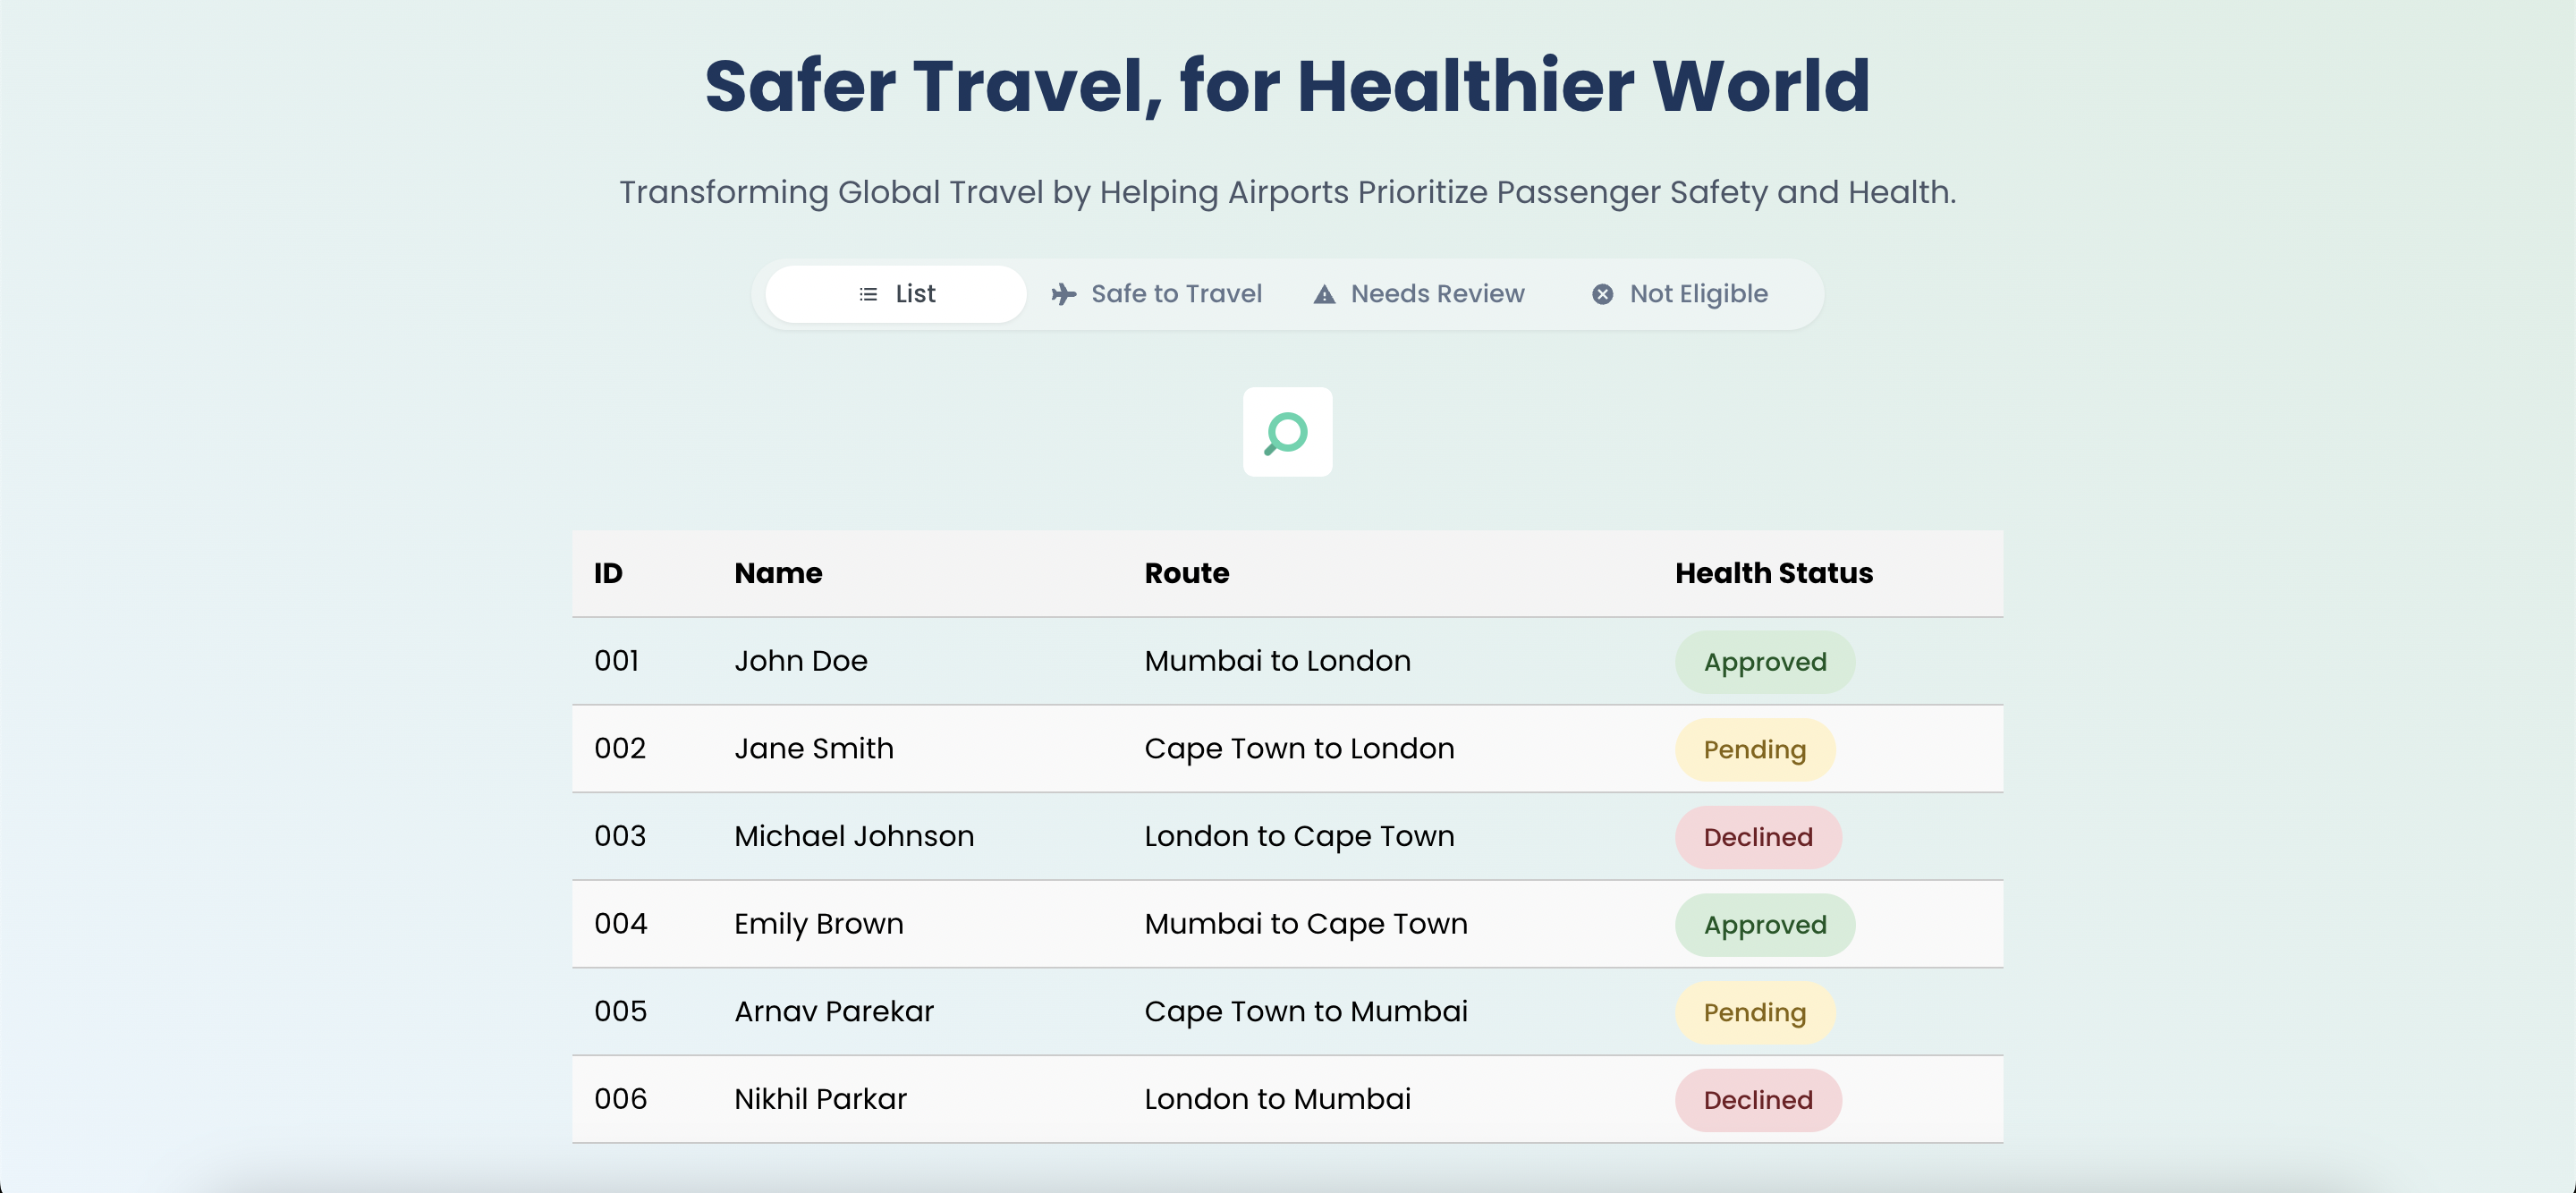 Safer Travel, for Healthier World
Transforming Global Travel by Helping Airports Prioritize Passenger Safety and Health.
List Safe to Travel Needs Review Not Eligible
ID Name Route Health Status
001 John Doe Mumbai to London Approved
002 Jane Smith Cape Town to London Pending
003 Michael Johnson London to Cape Town Declined
004 Emily Brown Mumbai to Cape Town Approved
005 Arnav Parekar Cape Town to Mumbai Pending
006 Nikhil Parkar London to Mumbai Declined